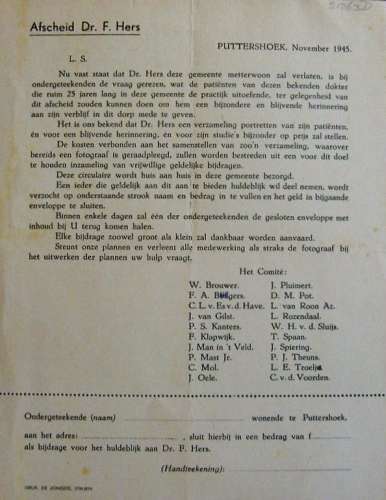 Afscheid Dr. F. Hers
PUTTERSHOEK, November 1945.
L. S.
Nu vast staat dat Dr. Hers deze gemeente metterwoon zal verlaten, is bij
ondergeteekenden de vraag gerezen, wat de patiënten van dezen bekenden dokter
die ruim 25 jaren lang in deze gemeente de practijk uitoefende, ter gelegenheid van
dit afscheid zouden kunnen doen om hem een bijzondere en blijvende herinnering
aan zijn verblijf in dit dorp mede te geven.
Het is ons bekend dat Dr. Hers een verzameling portretten van zijn patiënten,
én voor een blijvende herinnering, én voor zijn studie's bijzonder op prijs zal stellen.
De kosten verbonden aan het samenstellen van zoo'n verzameling, waarover
bereids een fotograaf is geraadpleegd, zullen worden bestreden uit een voor dit doel
te houden inzameling van vrijwillige geldelijke bijdragen.
Deze circulaire wordt huis aan huis in deze gemeente bezorgd.
Een ieder die geldelijk aan dit aan te bieden huldeblijk wil deel nemen, wordt
verzocht op onderstaande strook naam en bedrag in te vullen en het geld in bijgaande
enveloppe te sluiten.
Binnen enkele dagen zal één der ondergeteekenden de gesloten enveloppe met
inhoud bij U terug komen halen.
Elke bijdrage zoowel groot als klein zal dankbaar worden aanvaard.
Steunt onze plannen en verleent alle medewerking als straks de fotograaf bij
het uitwerken der plannen uw hulp vraagt.
Het Comité:
W. Brouwer. J. Pluimert.
F. A. D. M. Pot.
C. L. v. Es v. d. Have. L. van Roon Az.
J. van Gilst. L. Rozendaal.
P. S. Kanters. W. H. v. d. Sluijs.
F. Klapwijk. T. Spaan.
J. Man in 't Veld. J. Spiering.
P. Mast Jc. P. J. Theuns.
C. Mol. L. E.
J. Oele. C. v. d. Voorden.
Ondergeteekende (naam) wonende te Puttershoek,
aan het adres: , sluit hierbij in een bedrag van f
als bijdrage voor het huldeblijk aan Dr. F. Hers.
(Handteekening):
DRUK. DE JONGSTE,